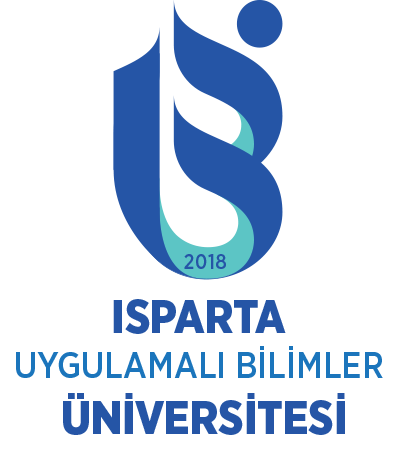 2018
ISPARTA
UYGULAMALI BİLİMLER
ÜNİVERSİTESİ